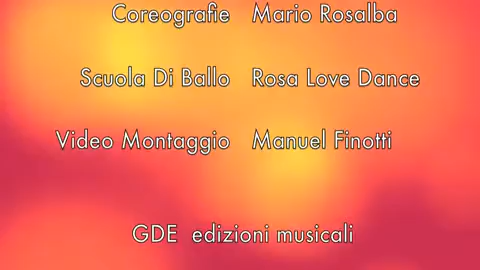 Coreografie Mario Rosalba
Scuola Di Ballo Rosa Love Dance
Video Montaggio Manuel Finotti
GDE edizioni musicali